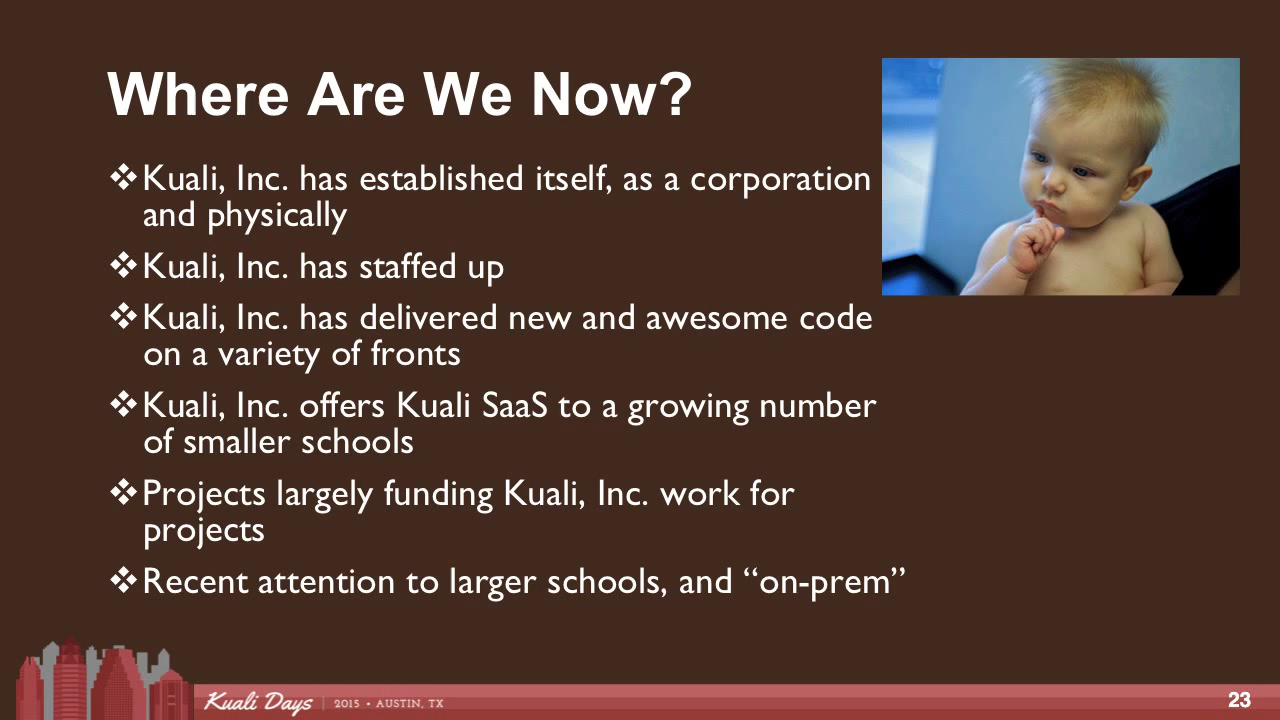 Where Are We Now?
❖Kuali, Inc. has established itself, as a corporation
and physically
❖Kuali, Inc. has staffed up
❖Kuali, Inc. has delivered new and awesome code
on a variety of fronts
❖Kuali, Inc. offers Kuali SaaS to a growing number
of smaller schools
❖Projects largely funding Kuali, Inc. work for
projects
❖Recent attention to larger schools, and “on-prem”
Kuali Days | 2015 • AUSTIN, TX
23